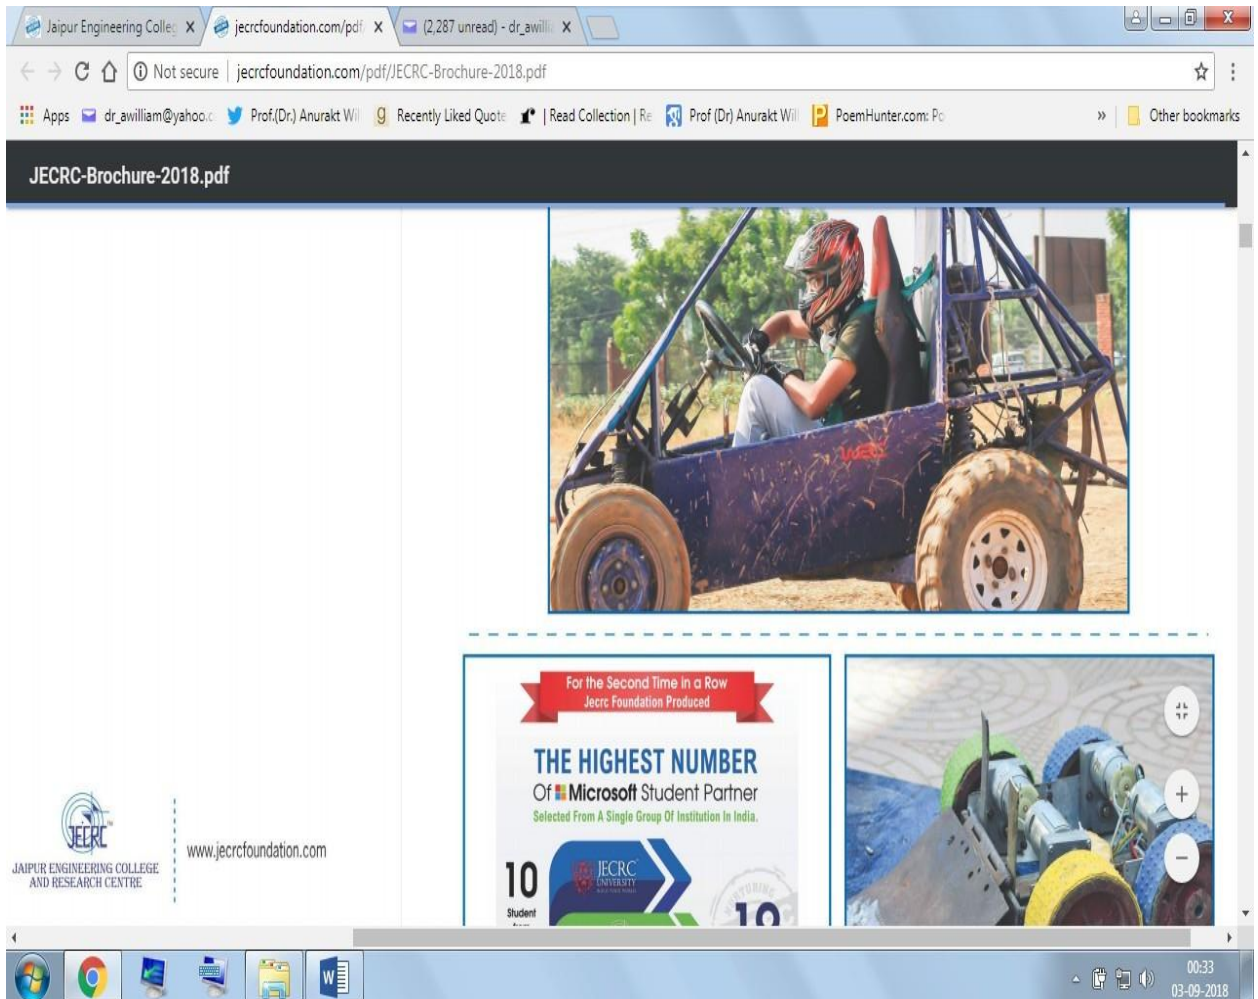 Jaipur Engineering Colleg
jecrcfoundation.com/pdf
(2,287 unread) - dr_awillia
Not secure | jecrcfoundation.com/pdf/JECRC-Brochure-2018.pdf
Apps dr_awilliam@yahoo.c Prof.(Dr.) Anurakt Wil Recently Liked Quote | Read Collection | Re Prof (Dr) Anurakt Wil PoemHunter.com: Po » Other bookmarks
JECRC-Brochure-2018.pdf
For the Second Time in a Row
Jecrc Foundation Produced
THE HIGHEST NUMBER
Of Microsoft Student Partner
Selected From A Single Group Of Institution In India.
10
Student
from
JECRC
UNIVERSITY
19
JECRC
JAIPUR ENGINEERING COLLEGE
AND RESEARCH CENTRE
www.jecrcfoundation.com
00:33
03-09-2018